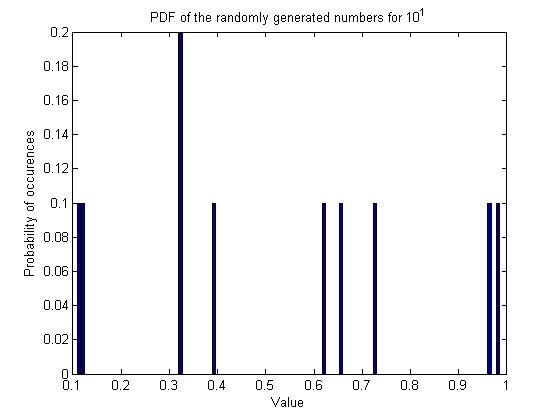 PDF of the randomly generated numbers for 10^1
0.2
0.18
0.16
0.14
0.12
0.1
0.08
0.06
0.04
0.02
0
Probability of occurences
0.1 0.2 0.3 0.4 0.5 0.6 0.7 0.8 0.9 1
Value